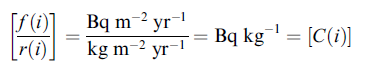 [f(i)/r(i)] = Bq m⁻² yr⁻¹ / kg m⁻² yr⁻¹ = Bq kg⁻¹ = [C(i)]